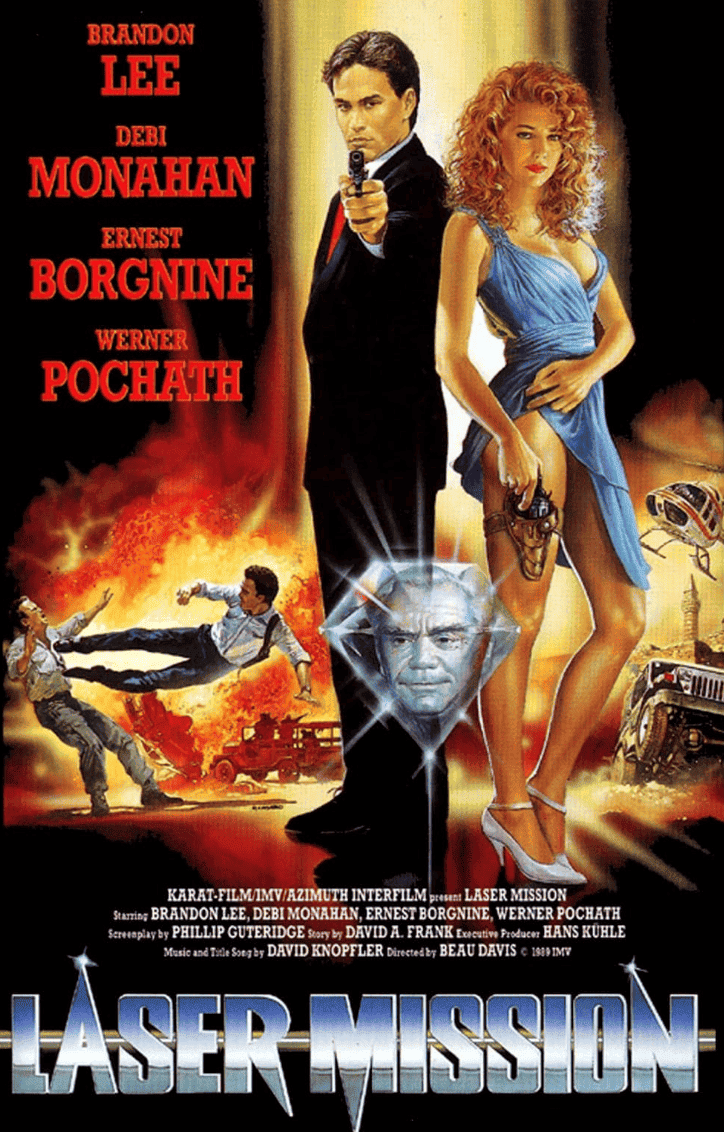 BRANDON
LEE
DEBI
MONAHAN
ERNEST
BORGNINE
WERNER
POCHATH
KARAT-FILM/IMV/AZIMUTH INTERFILM present LASER MISSION
Starring BRANDON LEE, DEBI MONAHAN, ERNEST BORGNINE, WERNER POCHATH
Screenplay by PHILLIP GUTERIDGE Story by DAVID A. FRANK Executive Producer HANS KÜHLE
Music and Title Song by DAVID KNOPFLER Directed by BEAU DAVIS © 1989 IMV
LASER MISSION